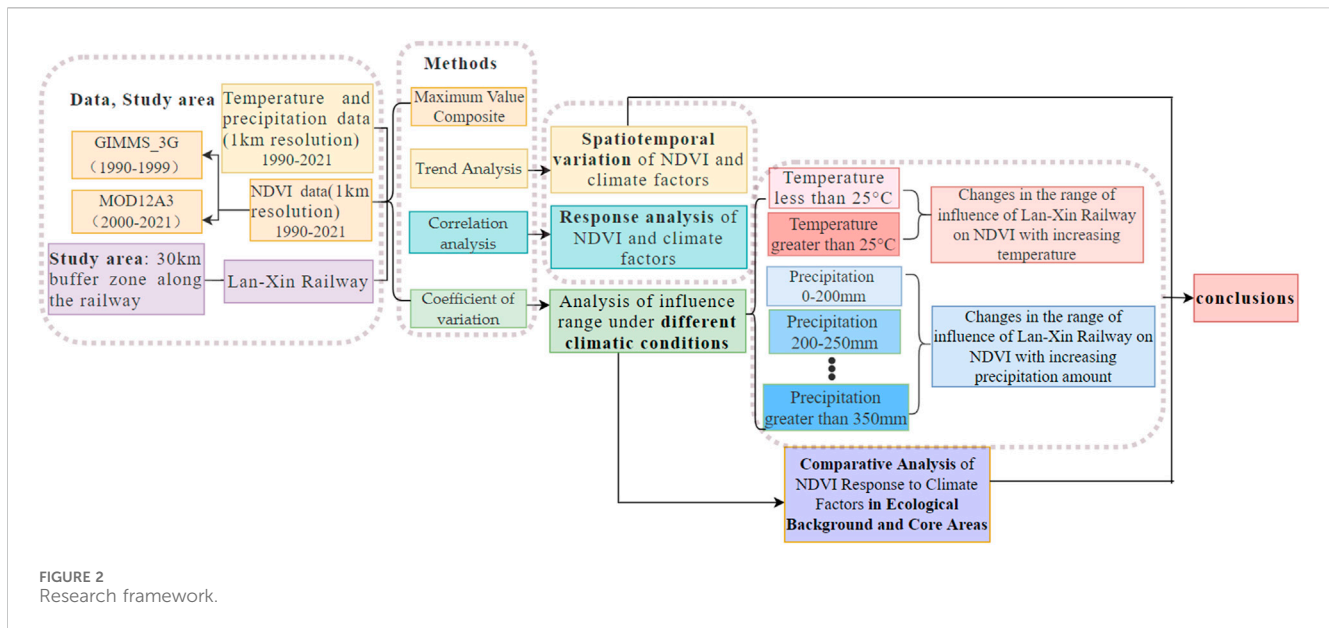 Data, Study area
Temperature and
precipitation data
(1km resolution)
1990-2021
GIMMS_3G
（1990-1999）
MOD12A3
（2000-2021）
NDVI data(1km
resolution)
1990-2021
Study area: 30km
buffer zone along
the railway
Lan-Xin Railway
Methods
Maximum Value
Composite
Trend Analysis
Correlation
analysis
Coefficient of
variation
Spatiotemporal
variation of NDVI and
climate factors
Response analysis of
NDVI and climate
factors
Analysis of influence
range under different
climatic conditions
Temperature
less than 25°C
Temperature
greater than 25°C
Precipitation
0-200mm
Precipitation
200-250mm
Precipitation
greater than 350mm
Changes in the range of
influence of Lan-Xin Railway
on NDVI with increasing
temperature
Changes in the range of
influence of Lan-Xin Railway on
NDVI with increasing
precipitation amount
Comparative Analysis of
NDVI Response to Climate
Factors in Ecological
Background and Core Areas
conclusions
FIGURE 2
Research framework.